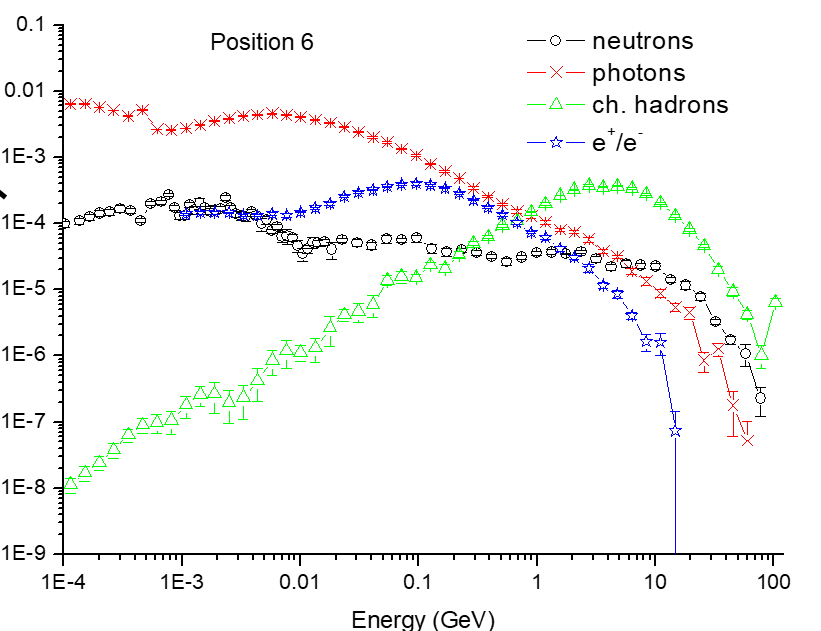 0.1
0.01
1E-3
1E-4
1E-5
1E-6
1E-7
1E-8
1E-9
Position 6
neutrons
photons
ch. hadrons
e⁺/e⁻
1E-4 1E-3 0.01 0.1 1 10 100
Energy (GeV)